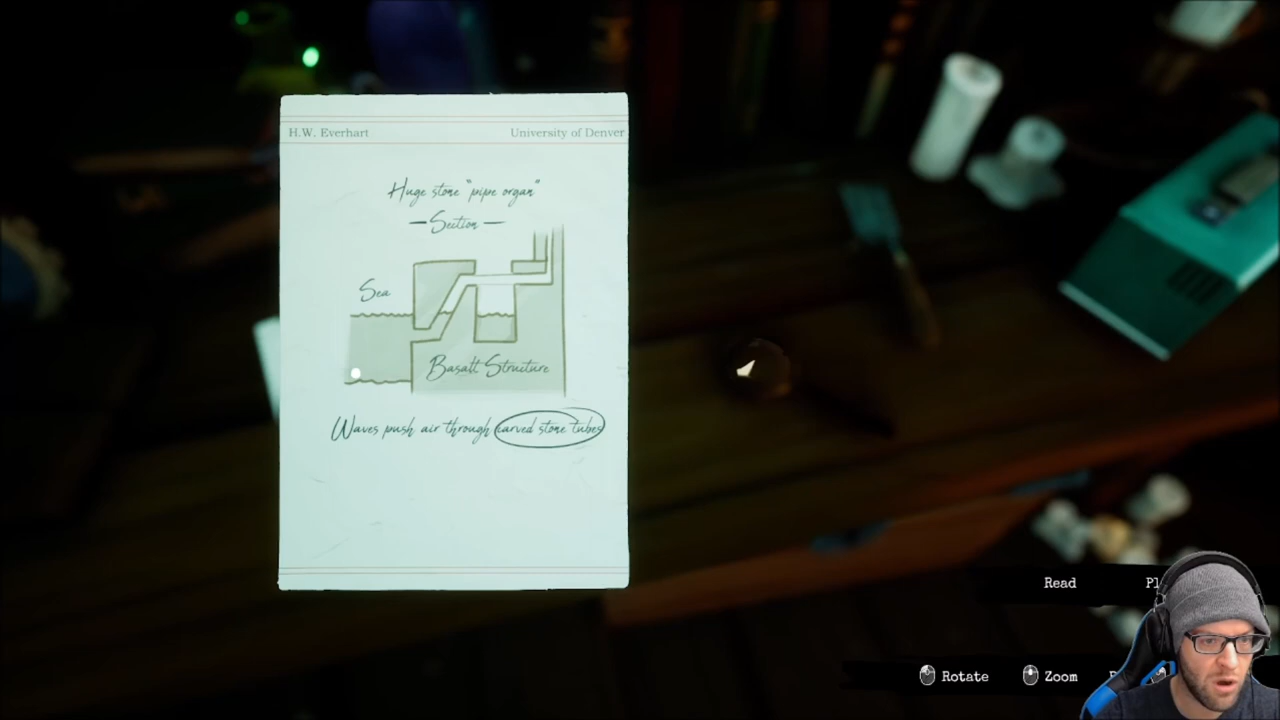 H.W. Everhart University of Denver
Huge stone "pipe organ"
—Section—
Sea
Basalt Structure
Waves push air through carved stone tubes
Read
Rotate Zoom